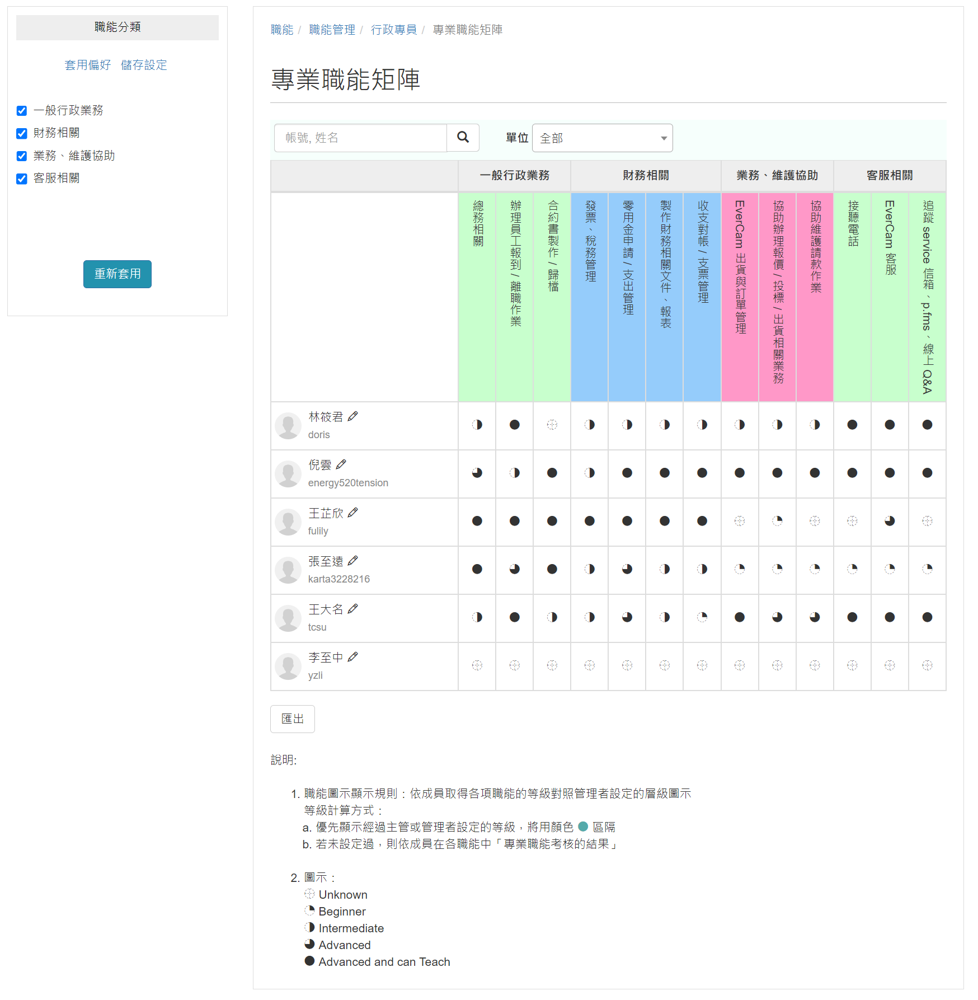 職能分類
套用偏好 儲存設定
一般行政業務
財務相關
業務、維護協助
客服相關
重新套用
職能 / 職能管理 / 行政專員 / 專業職能矩陣
專業職能矩陣
帳號, 姓名
單位 全部
一般行政業務 財務相關 業務、維護協助 客服相關
總務相關
辦理員工報到 / 離職作業
合約書製作 / 歸檔
發票、稅務管理
零用金申請 / 支出管理
製作財務相關文件、報表
收支對帳 / 支票管理
EverCam 出貨與訂單管理
協助辦理報價 / 投標 / 出貨相關業務
協助維護請款作業
接聽電話
EverCam 客服
追蹤 service 信箱、p.fms、線上 Q&A
林筱君
doris
倪雲
energy520tension
王芷欣
fulily
張至遠
karta3228216
王大名
tcsu
李至中
yzli
匯出
說明:
1. 職能圖示顯示規則：依成員取得各項職能的等級對照管理者設定的層級圖示
等級計算方式：
a. 優先顯示經過主管或管理者設定的等級，將用顏色 ● 區隔
b. 若未設定過，則依成員在各職能中「專業職能考核的結果」
2. 圖示：
Unknown
Beginner
Intermediate
Advanced
Advanced and can Teach